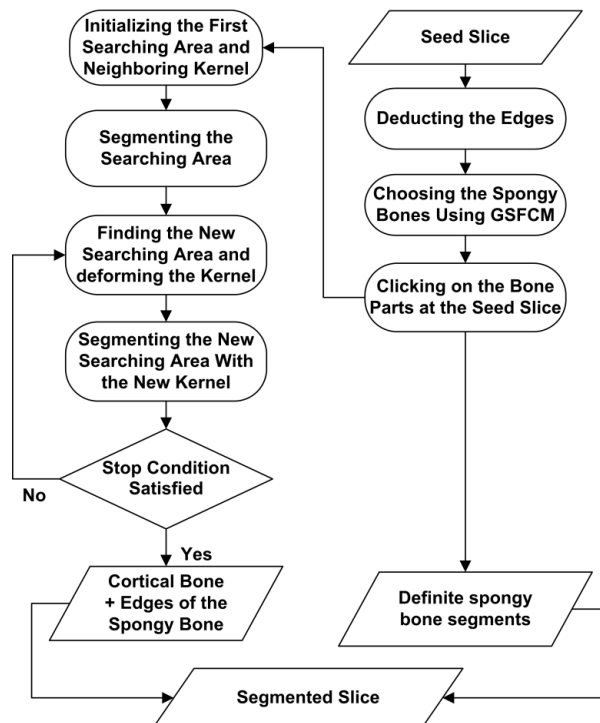 Initializing the First
Searching Area and
Neighboring Kernel
Segmenting the
Searching Area
Finding the New
Searching Area and
deforming the Kernel
Segmenting the New
Searching Area With
the New Kernel
Stop Condition
Satisfied
No
Yes
Cortical Bone
+ Edges of the
Spongy Bone
Seed Slice
Deducting the Edges
Choosing the Spongy
Bones Using GSFCM
Clicking on the Bone
Parts at the Seed Slice
Definite spongy
bone segments
Segmented Slice